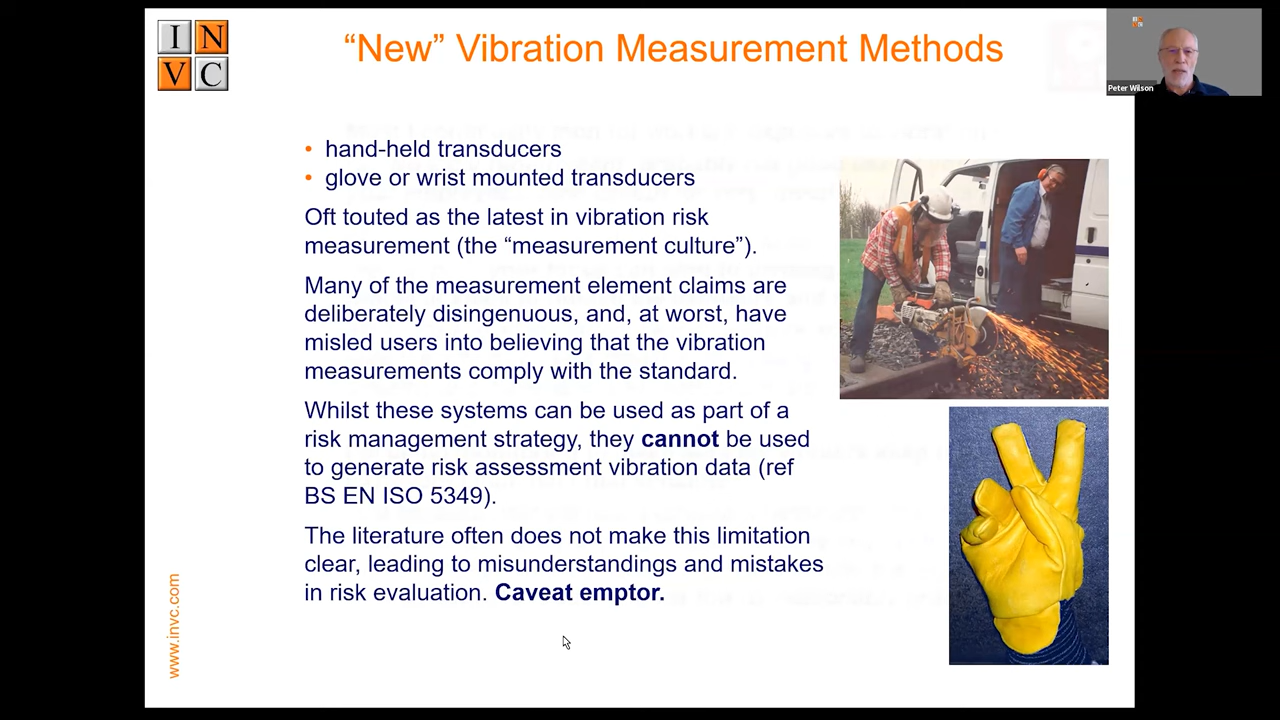 I N
V C
“New” Vibration Measurement Methods
Peter Wilson
• hand-held transducers
• glove or wrist mounted transducers
Oft touted as the latest in vibration risk
measurement (the “measurement culture”).
Many of the measurement element claims are
deliberately disingenuous, and, at worst, have
misled users into believing that the vibration
measurements comply with the standard.
Whilst these systems can be used as part of a
risk management strategy, they cannot be used
to generate risk assessment vibration data (ref
BS EN ISO 5349).
The literature often does not make this limitation
clear, leading to misunderstandings and mistakes
in risk evaluation. Caveat emptor.
www.invc.com